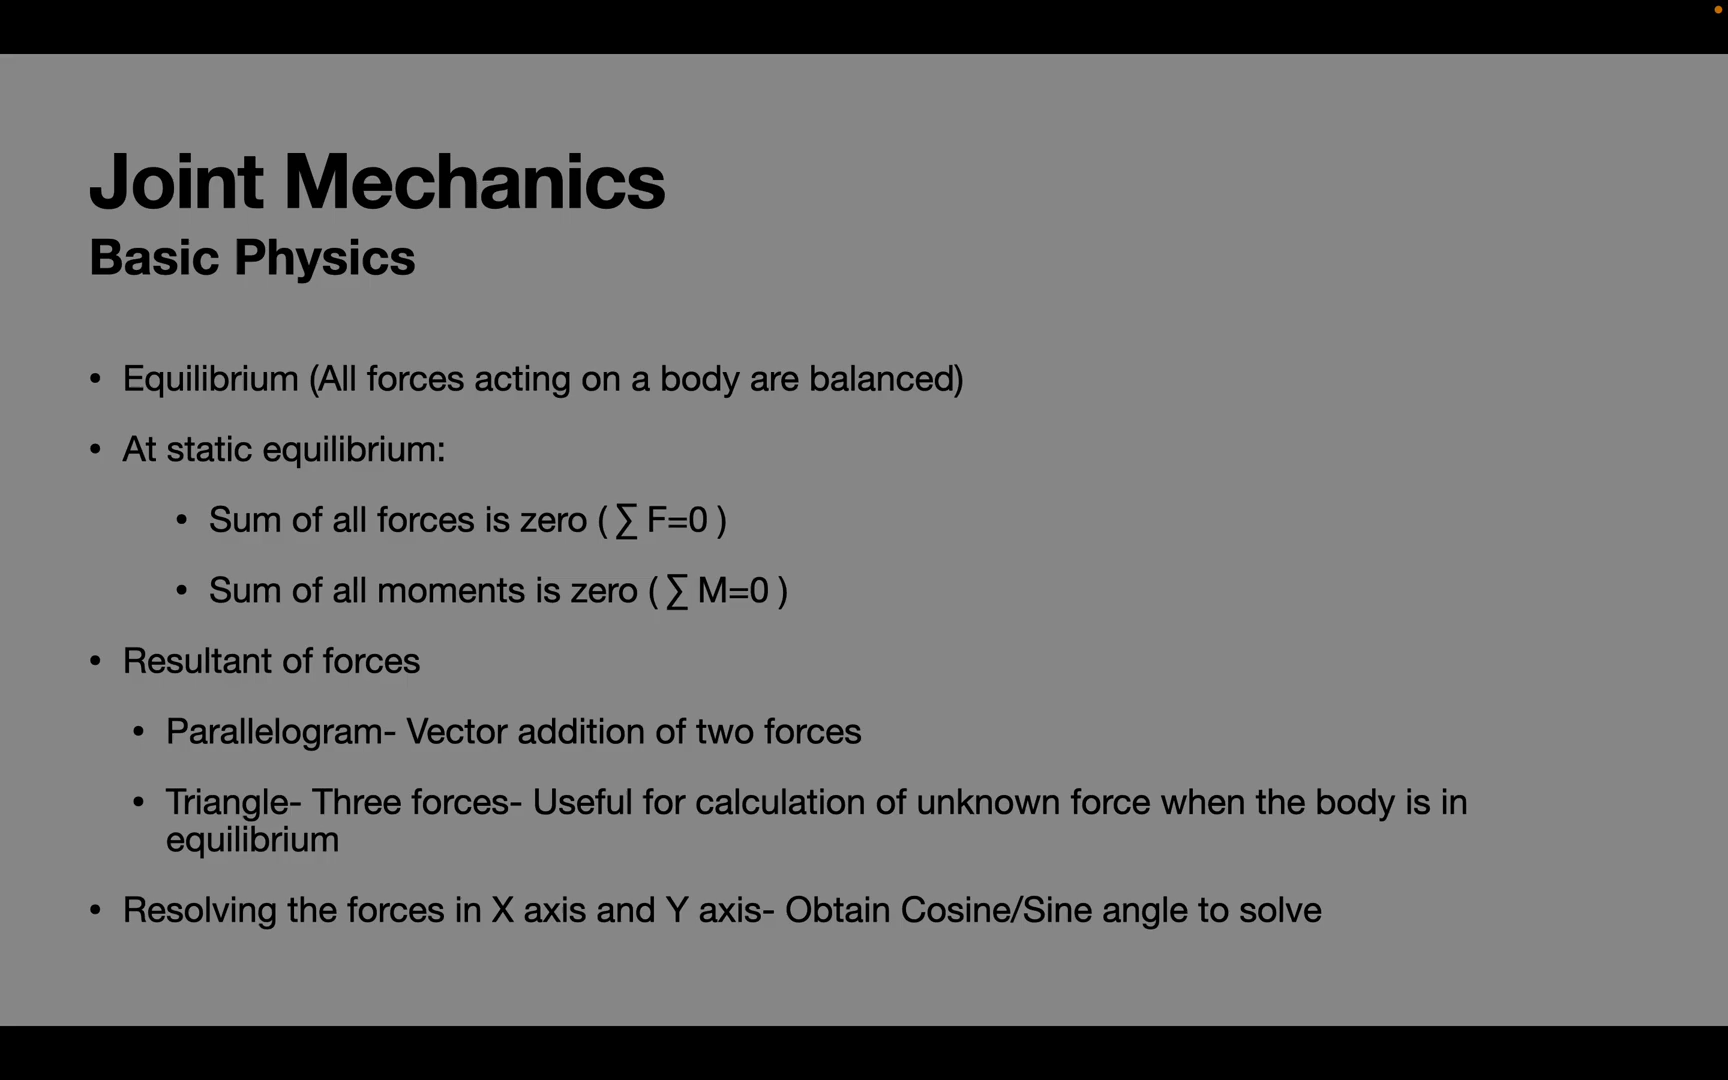 Joint Mechanics
Basic Physics
• Equilibrium (All forces acting on a body are balanced)
• At static equilibrium:
• Sum of all forces is zero ( ∑ F=0 )
• Sum of all moments is zero ( ∑ M=0 )
• Resultant of forces
• Parallelogram- Vector addition of two forces
• Triangle- Three forces- Useful for calculation of unknown force when the body is in
equilibrium
• Resolving the forces in X axis and Y axis- Obtain Cosine/Sine angle to solve